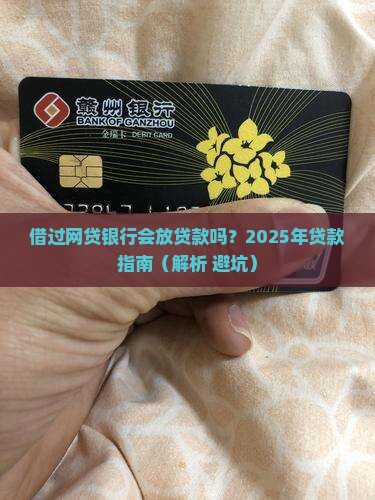 赣州银行
BANK OF GANZHOU
金瑞卡 DEBIT CARD
借过网贷银行会放贷款吗？2025年贷款
指南（解析 避坑）